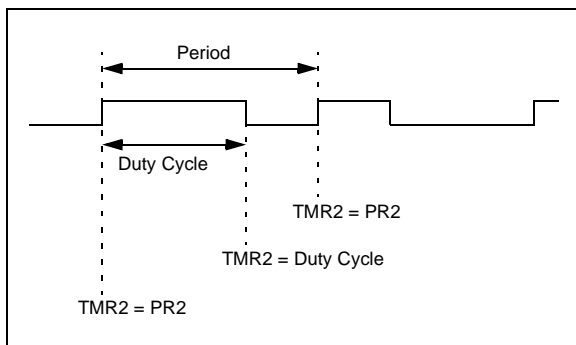 Period
Duty Cycle
TMR2 = PR2
TMR2 = Duty Cycle
TMR2 = PR2